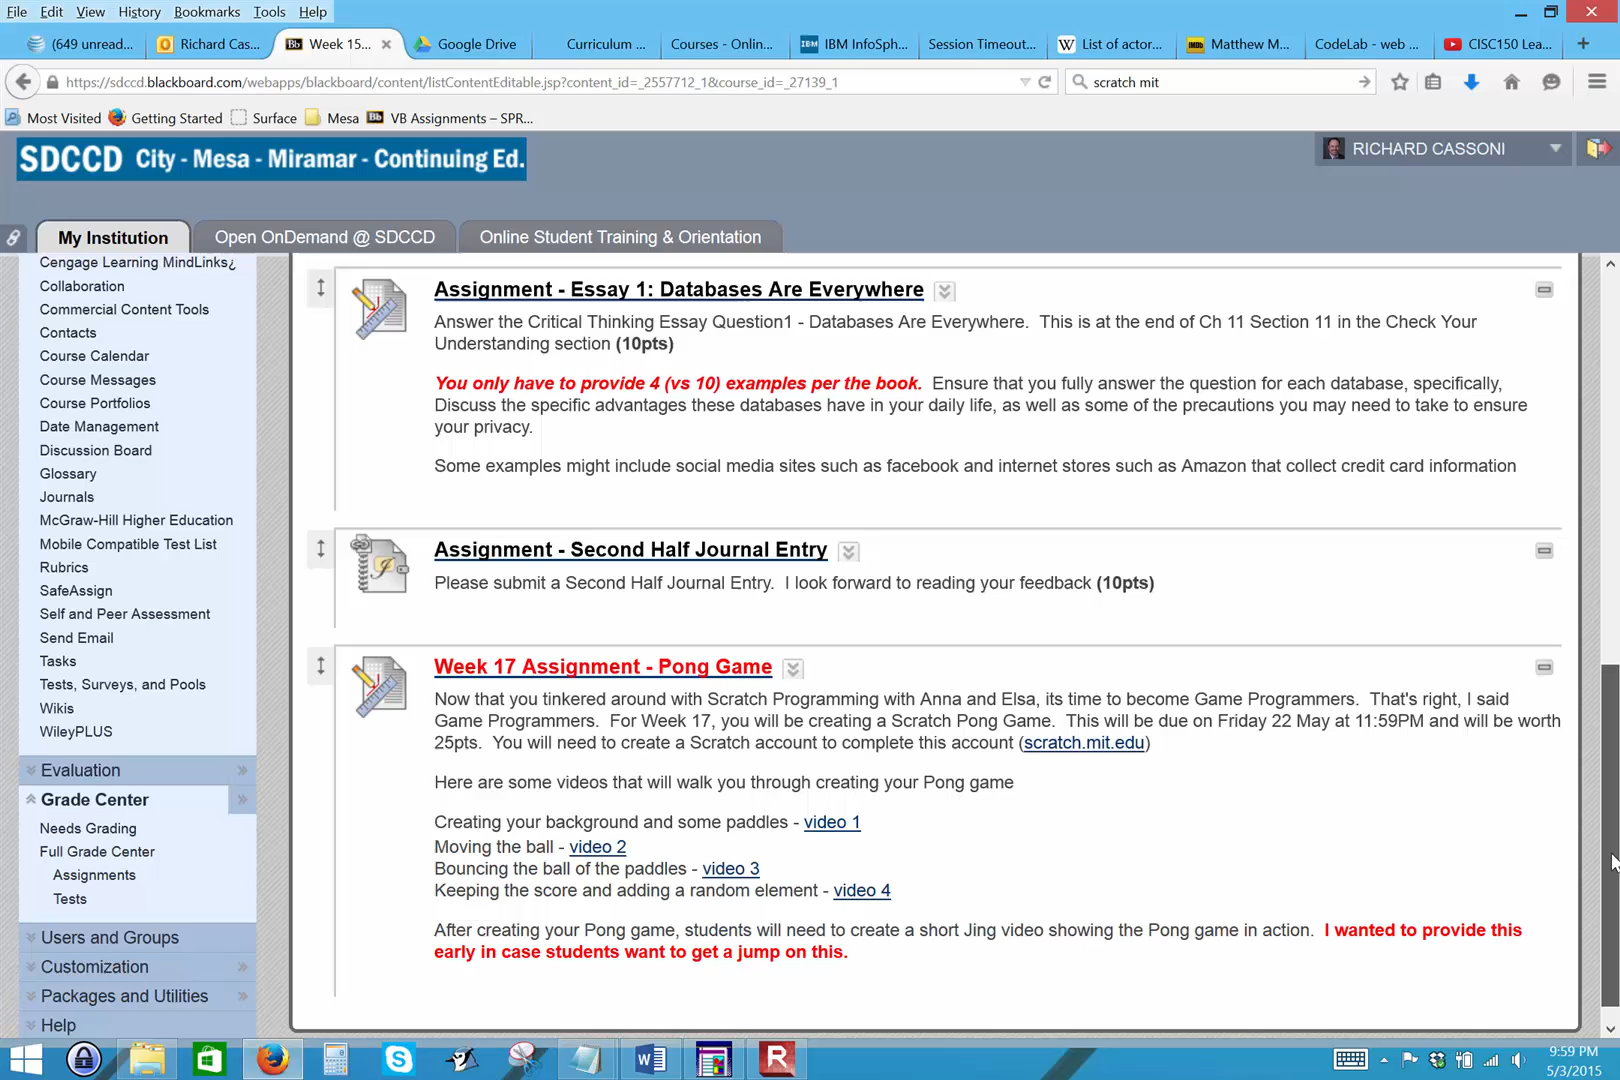 File Edit View History Bookmarks Tools Help
(649 unread... Richard Cas... Week 15... Google Drive Curriculum ... Courses - Onlin... IBM InfoSph... Session Timeout... List of actor... Matthew M... CodeLab - web ... CISC150 Lea...
https://sdccd.blackboard.com/webapps/blackboard/content/listContentEditable.jsp?content_id=_2557712_1&course_id=_27139_1 scratch mit
Most Visited Getting Started Surface Mesa VB Assignments – SPR...
SDCCD City - Mesa - Miramar - Continuing Ed.
RICHARD CASSONI
My Institution Open OnDemand @ SDCCD Online Student Training & Orientation
Cengage Learning MindLinks¿
Collaboration
Commercial Content Tools
Contacts
Course Calendar
Course Messages
Course Portfolios
Date Management
Discussion Board
Glossary
Journals
McGraw-Hill Higher Education
Mobile Compatible Test List
Rubrics
SafeAssign
Self and Peer Assessment
Send Email
Tasks
Tests, Surveys, and Pools
Wikis
WileyPLUS
Evaluation
Grade Center
Needs Grading
Full Grade Center
Assignments
Tests
Users and Groups
Customization
Packages and Utilities
Help
Assignment - Essay 1: Databases Are Everywhere
Answer the Critical Thinking Essay Question1 - Databases Are Everywhere. This is at the end of Ch 11 Section 11 in the Check Your
Understanding section (10pts)
You only have to provide 4 (vs 10) examples per the book. Ensure that you fully answer the question for each database, specifically,
Discuss the specific advantages these databases have in your daily life, as well as some of the precautions you may need to take to ensure
your privacy.
Some examples might include social media sites such as facebook and internet stores such as Amazon that collect credit card information
Assignment - Second Half Journal Entry
Please submit a Second Half Journal Entry. I look forward to reading your feedback (10pts)
Week 17 Assignment - Pong Game
Now that you tinkered around with Scratch Programming with Anna and Elsa, its time to become Game Programmers. That's right, I said
Game Programmers. For Week 17, you will be creating a Scratch Pong Game. This will be due on Friday 22 May at 11:59PM and will be worth
25pts. You will need to create a Scratch account to complete this account (scratch.mit.edu)
Here are some videos that will walk you through creating your Pong game
Creating your background and some paddles - video 1
Moving the ball - video 2
Bouncing the ball of the paddles - video 3
Keeping the score and adding a random element - video 4
After creating your Pong game, students will need to create a short Jing video showing the Pong game in action. I wanted to provide this
early in case students want to get a jump on this.
9:59 PM
5/3/2015